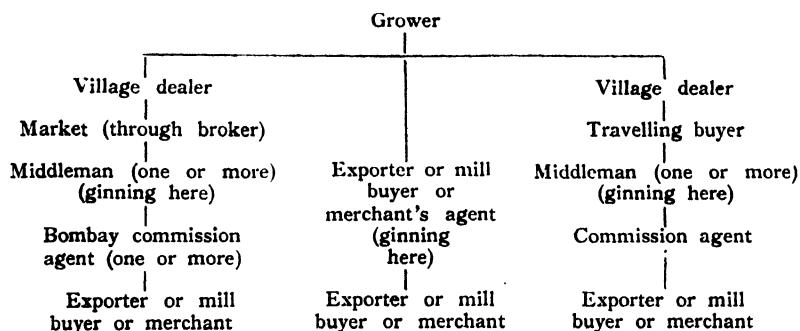 Grower
Village dealer
Market (through broker)
Middleman (one or more)
(ginning here)
Bombay commission
agent (one or more)
Exporter or mill
buyer or merchant
Exporter or mill
buyer or
merchant's agent
(ginning
here)
Exporter or mill
buyer or merchant
Village dealer
Travelling buyer
Middleman (one or more)
(ginning here)
Commission agent
Exporter or mill
buyer or merchant